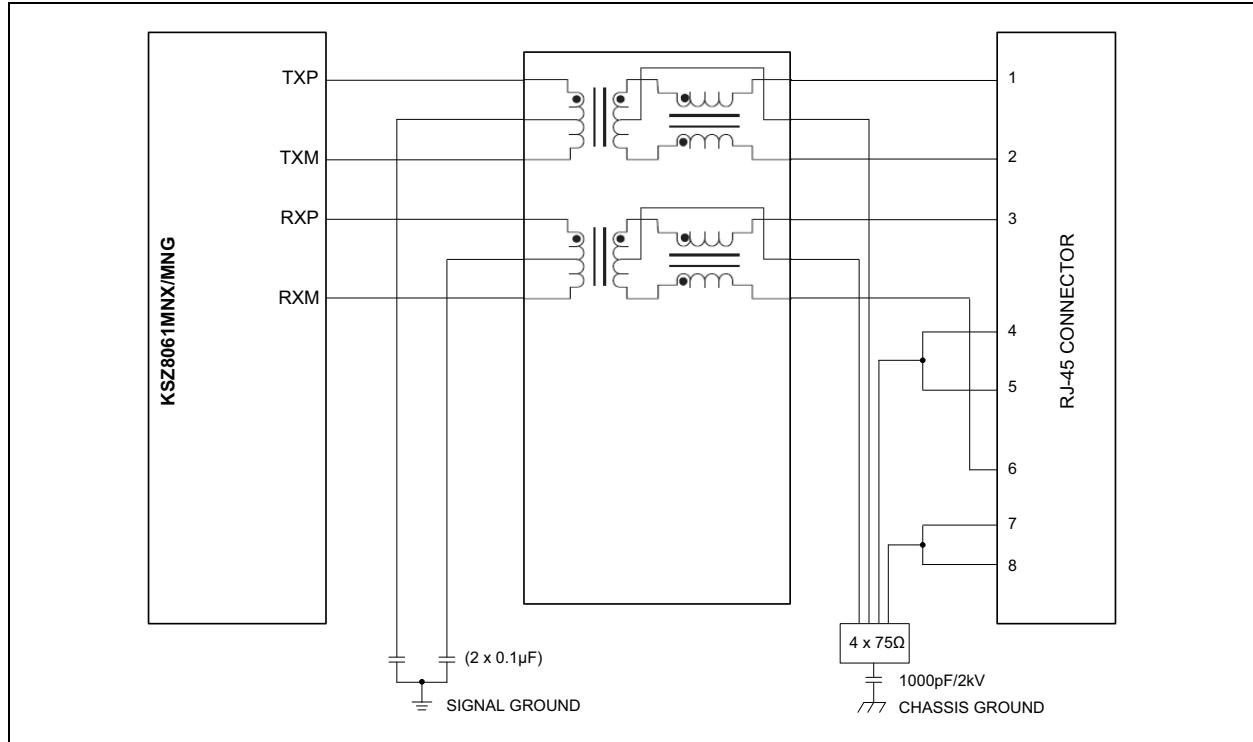 KSZ8061MNX/MNG
TXP
TXM
RXP
RXM
1
2
3
4
5
6
7
8
RJ-45 CONNECTOR
(2 x 0.1µF)
SIGNAL GROUND
4 x 75Ω
1000pF/2kV
CHASSIS GROUND